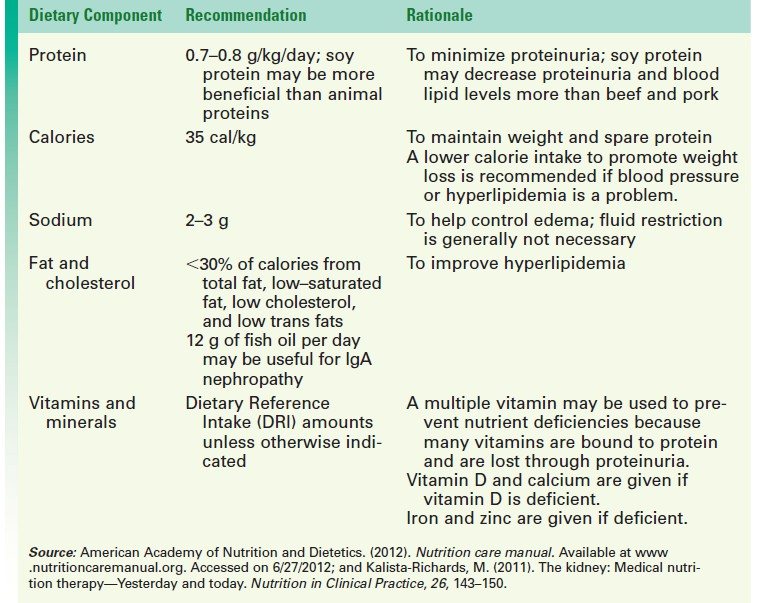 Dietary Component Recommendation Rationale
Protein 0.7–0.8 g/kg/day; soy To minimize proteinuria; soy protein
protein may be more may decrease proteinuria and blood
beneficial than animal lipid levels more than beef and pork
proteins
Calories 35 cal/kg To maintain weight and spare protein
A lower calorie intake to promote weight
loss is recommended if blood pressure
or hyperlipidemia is a problem.
Sodium 2–3 g To help control edema; fluid restriction
is generally not necessary
Fat and <30% of calories from To improve hyperlipidemia
cholesterol total fat, low–saturated
fat, low cholesterol,
and low trans fats
12 g of fish oil per day
may be useful for IgA
nephropathy
Vitamins and Dietary Reference A multiple vitamin may be used to pre-
minerals Intake (DRI) amounts vent nutrient deficiencies because
unless otherwise indi- many vitamins are bound to protein
cated and are lost through proteinuria.
Vitamin D and calcium are given if
vitamin D is deficient.
Iron and zinc are given if deficient.
Source: American Academy of Nutrition and Dietetics. (2012). Nutrition care manual. Available at www
.nutritioncaremanual.org. Accessed on 6/27/2012; and Kalista-Richards, M. (2011). The kidney: Medical nutri-
tion therapy—Yesterday and today. Nutrition in Clinical Practice, 26, 143–150.